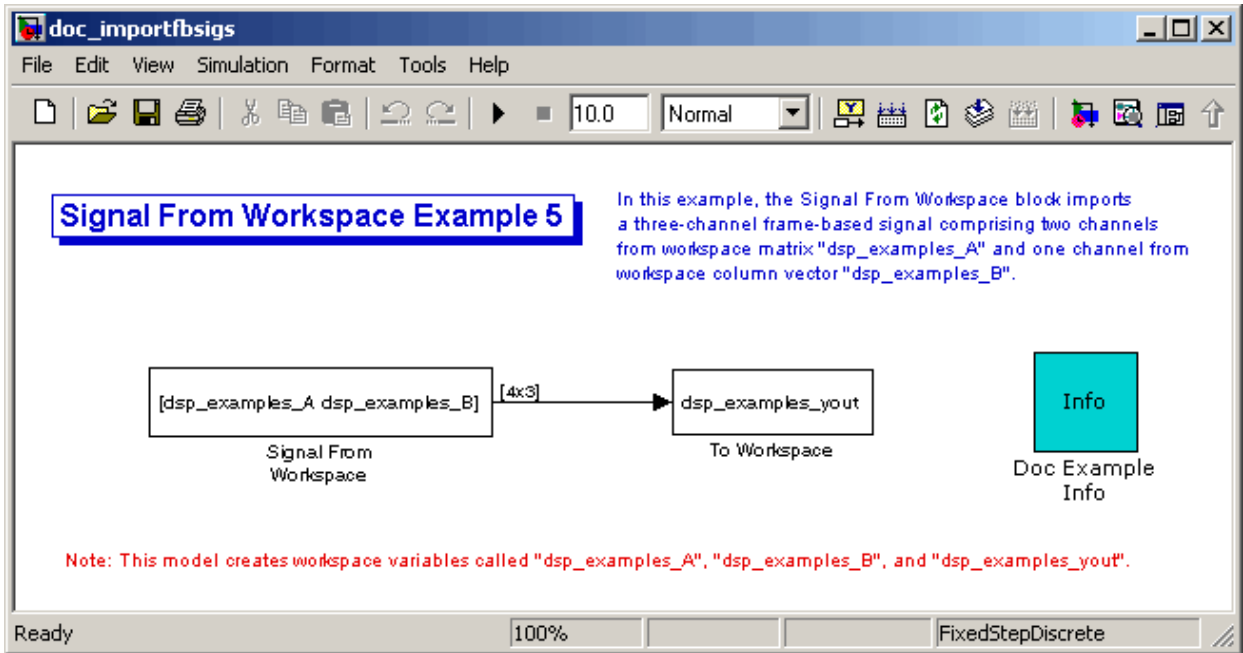 doc_importfbsigs
File Edit View Simulation Format Tools Help
10.0 Normal
Signal From Workspace Example 5
In this example, the Signal From Workspace block imports
a three-channel frame-based signal comprising two channels
from workspace matrix "dsp_examples_A" and one channel from
workspace column vector "dsp_examples_B".
[dsp_examples_A dsp_examples_B]
[4x3]
dsp_examples_yout
Info
Signal From
Workspace
To Workspace
Doc Example
Info
Note: This model creates workspace variables called "dsp_examples_A", "dsp_examples_B", and "dsp_examples_yout".
Ready 100% FixedStepDiscrete